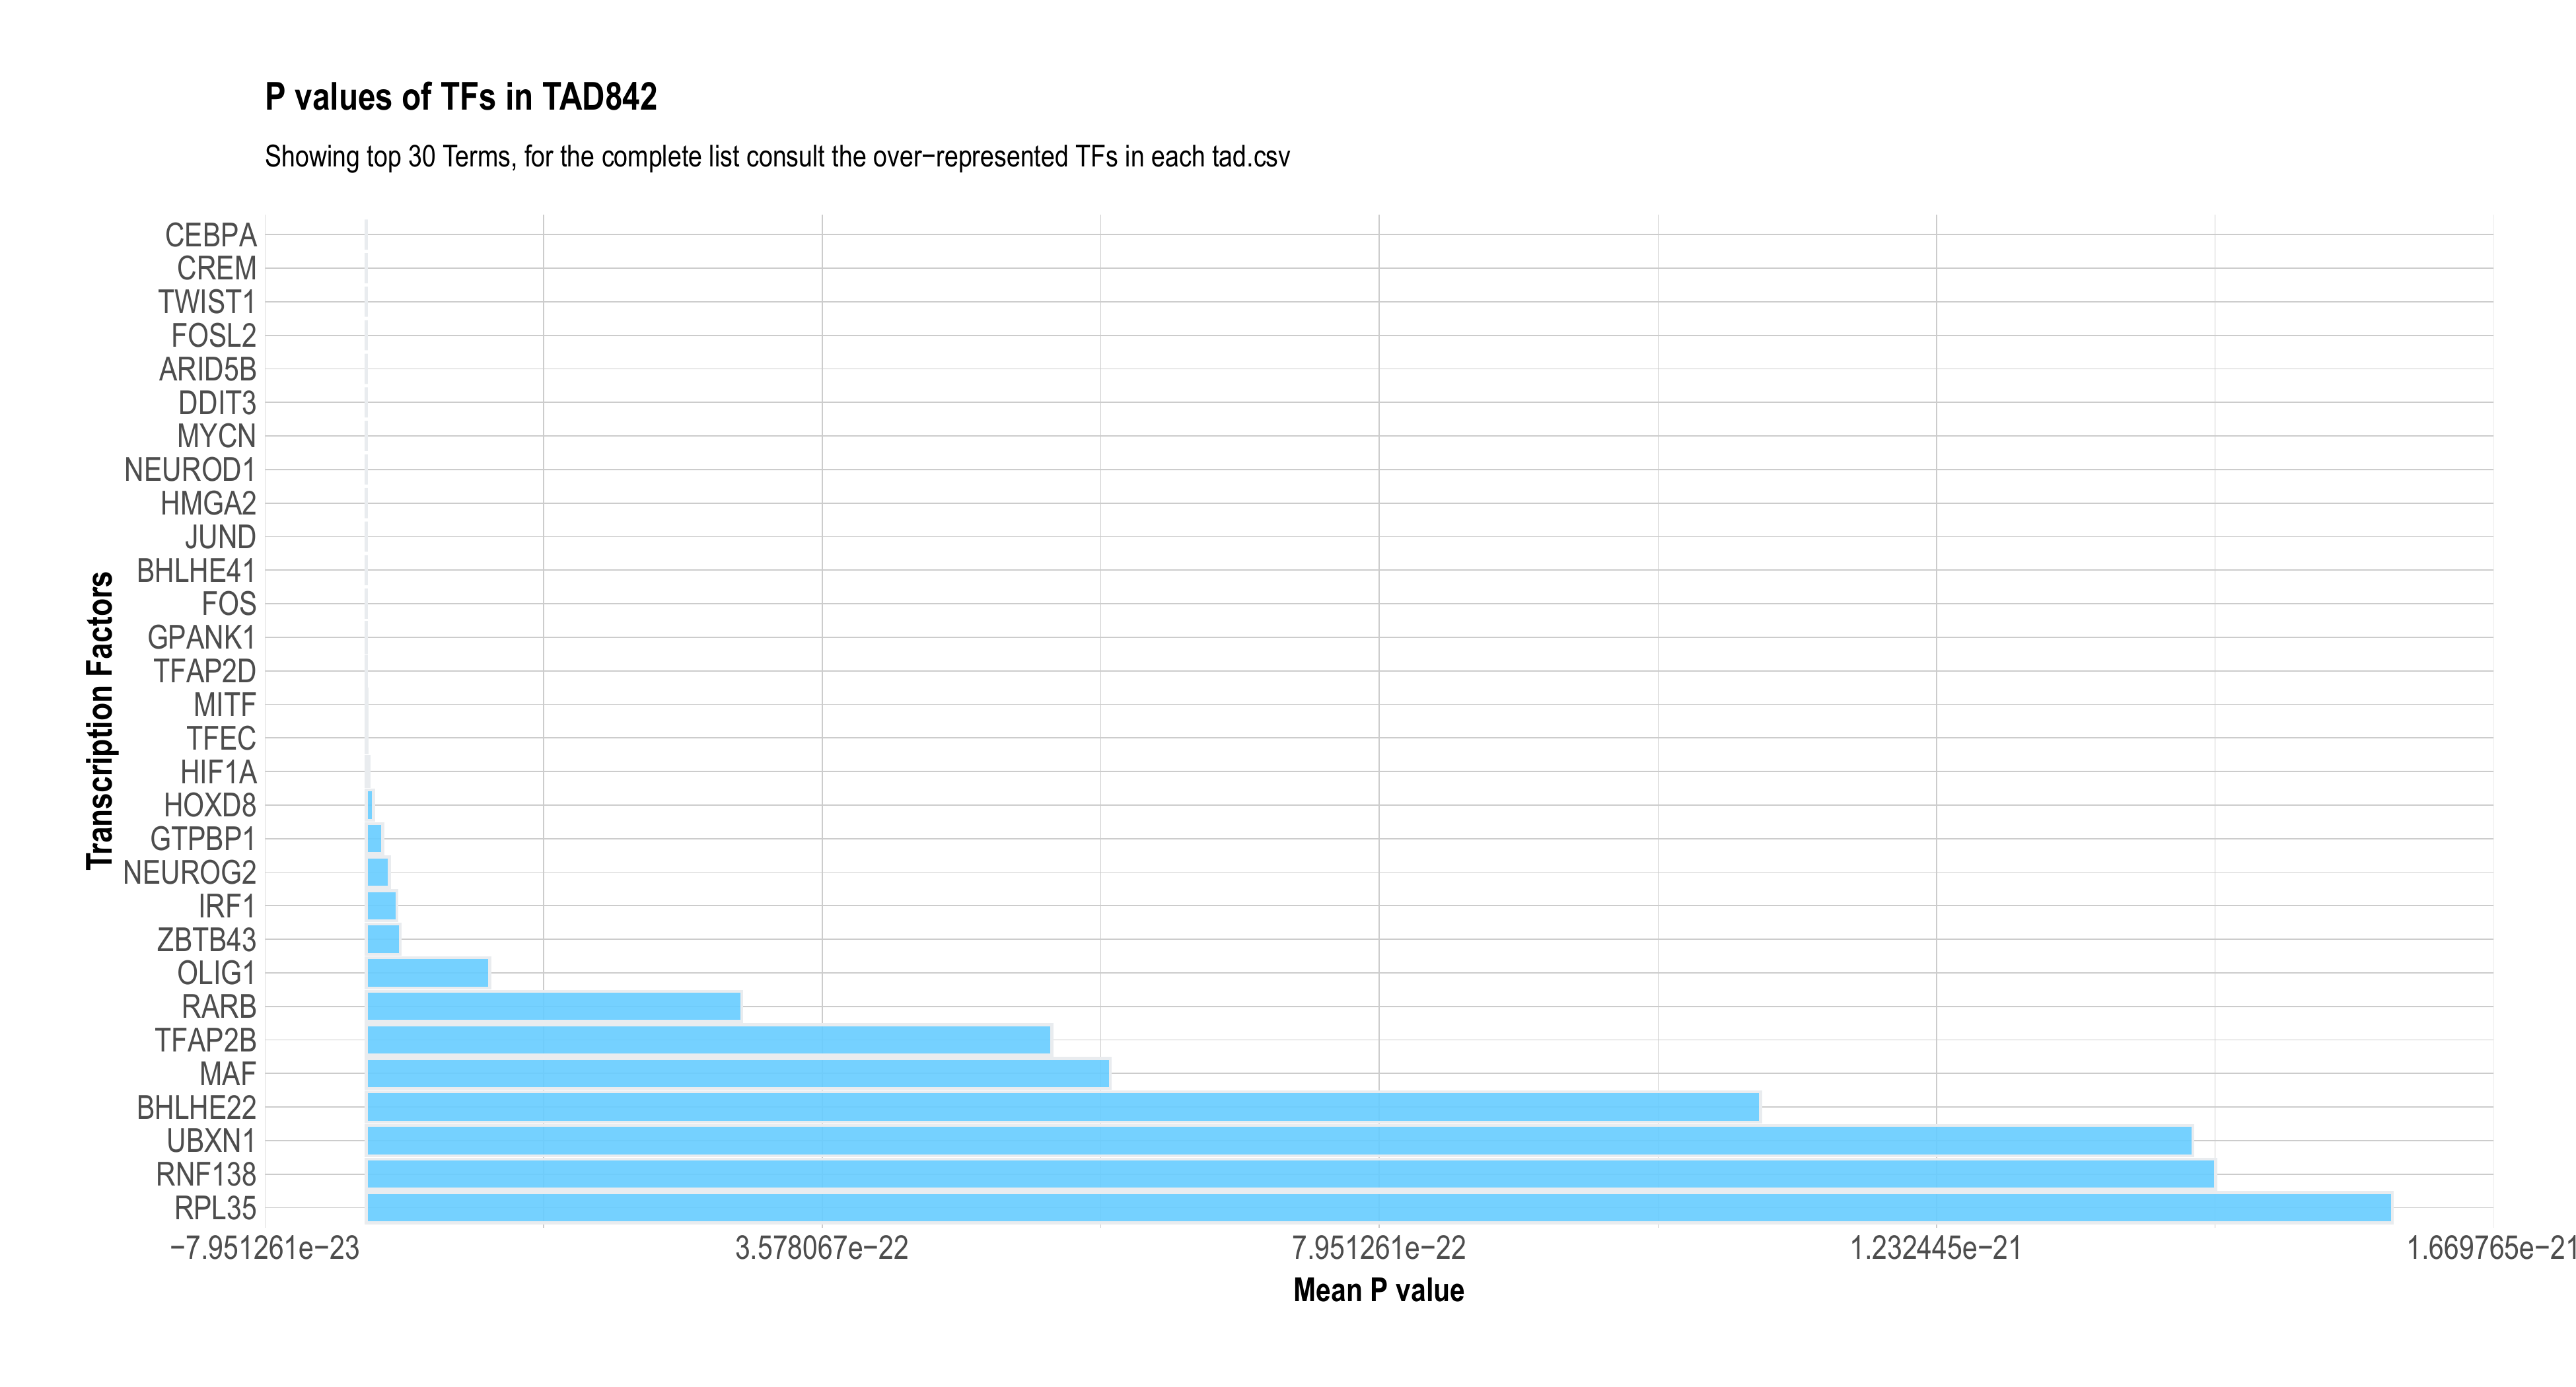 P values of TFs in TAD842
Showing top 30 Terms, for the complete list consult the over−represented TFs in each tad.csv
Transcription Factors
CEBPA
CREM
TWIST1
FOSL2
ARID5B
DDIT3
MYCN
NEUROD1
HMGA2
JUND
BHLHE41
FOS
GPANK1
TFAP2D
MITF
TFEC
HIF1A
HOXD8
GTPBP1
NEUROG2
IRF1
ZBTB43
OLIG1
RARB
TFAP2B
MAF
BHLHE22
UBXN1
RNF138
RPL35
−7.951261e−23 3.578067e−22 7.951261e−22 1.232445e−21 1.669765e−21
Mean P value